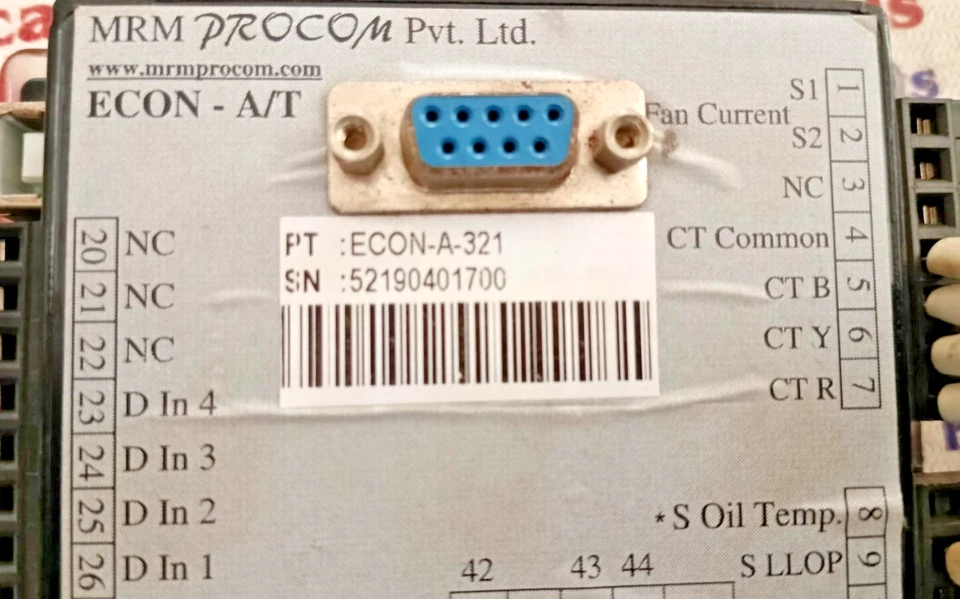 MRM PROCOM Pvt. Ltd.
www.mrmprocom.com
ECON - A/T
S1 1
Fan Current
S2 2
NC 3
CT Common 4
CT B 5
CT Y 6
CT R 7
PT :ECON-A-321
SN :52190401700
20 NC
21 NC
22 NC
23 D In 4
24 D In 3
25 D In 2
26 D In 1
* S Oil Temp. 8
S LLOP 9
42 43 44